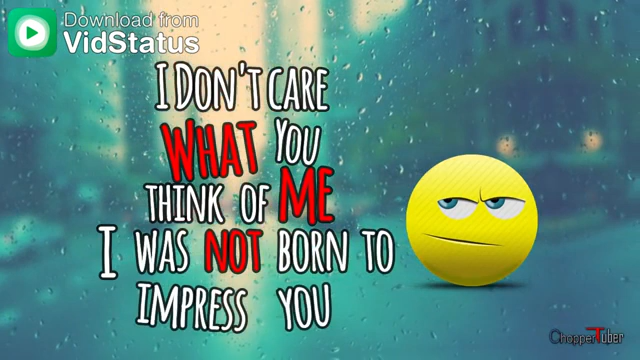 Download from
VidStatus
I DON'T CARE
WHAT YOU
THINK OF ME
I WAS NOT BORN TO
IMPRESS YOU
ChopperTuber